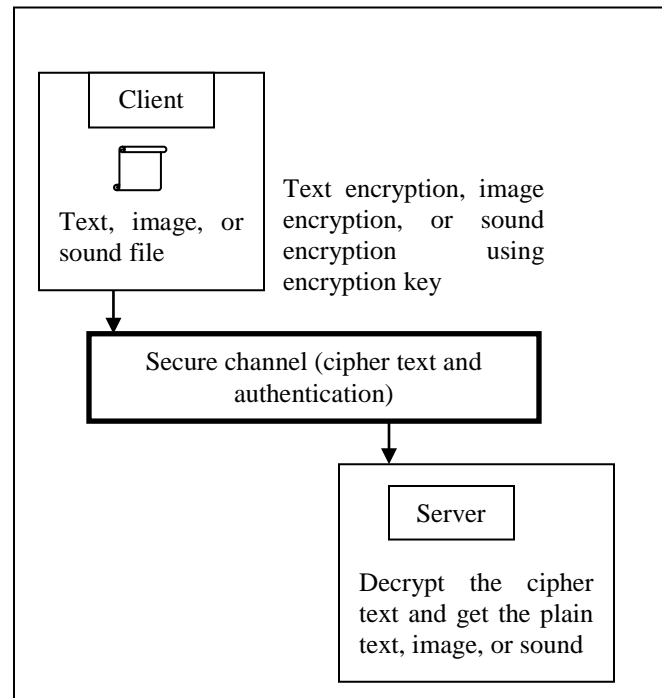 Client
Text, image, or
sound file
Text encryption, image
encryption, or sound
encryption using
encryption key
Secure channel (cipher text and
authentication)
Server
Decrypt the cipher
text and get the plain
text, image, or sound